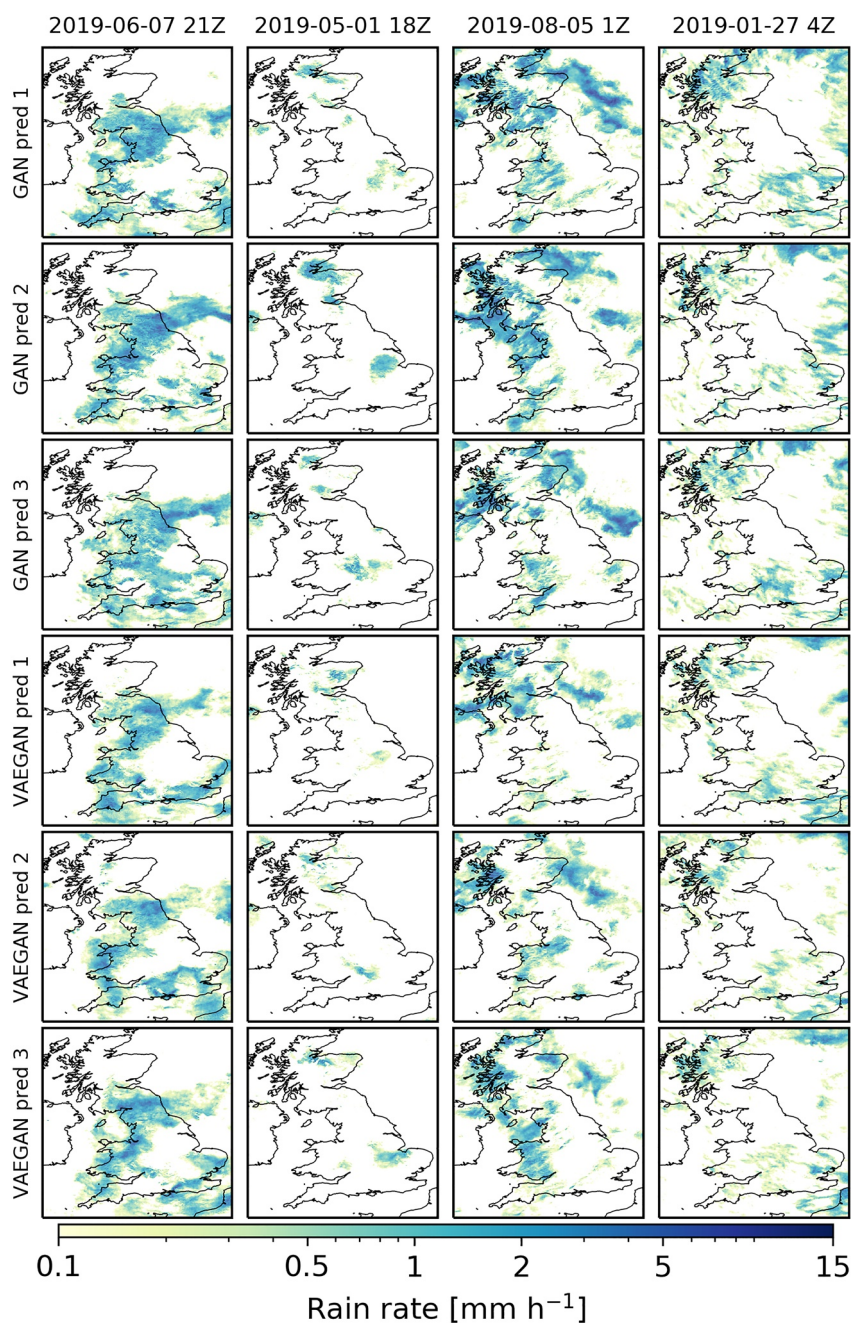 2019-06-07 21Z 2019-05-01 18Z 2019-08-05 1Z 2019-01-27 4Z
GAN pred 1
GAN pred 2
GAN pred 3
VAEGAN pred 1
VAEGAN pred 2
VAEGAN pred 3
0.1 0.5 1 2 5 15
Rain rate [mm h⁻¹]